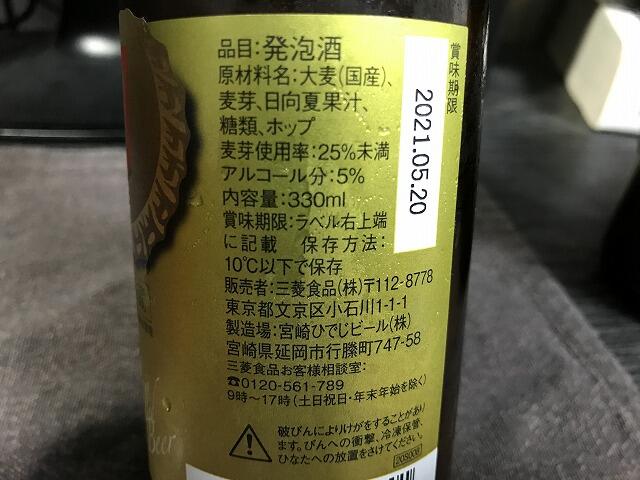 品目:発泡酒
原材料名:大麦(国産)、
麦芽、日向夏果汁、
糖類、ホップ
麦芽使用率:25%未満
アルコール分:5%
内容量:330ml
賞味期限:ラベル右上端
に記載 保存方法:
10℃以下で保存
販売者:三菱食品(株)〒112-8778
東京都文京区小石川1-1-1
製造場:宮崎ひでじビール(株)
宮崎県延岡市行縢町747-58
三菱食品お客様相談室:
☎0120-561-789
9時〜17時(土日祝日・年末年始を除く)
破びんによりけがをすることがあり
ます。びんへの衝撃、冷凍保管、
ひなたへの放置をさけてください。
20S008
賞味期限
2021.05.20
Beer